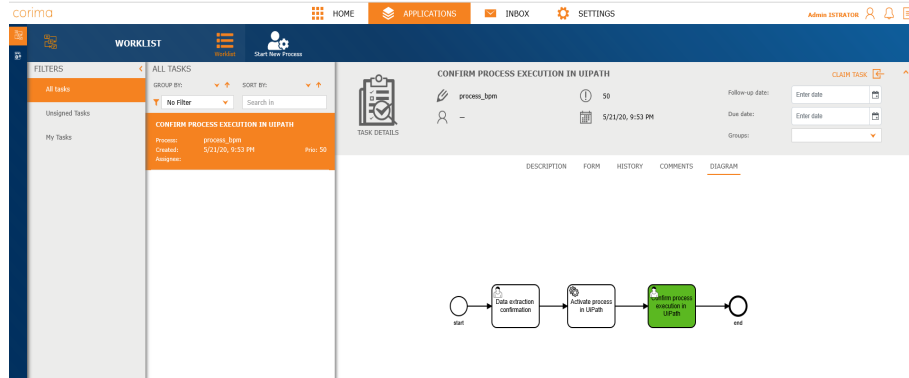 corima
HOME
APPLICATIONS
INBOX
SETTINGS
Admin ISTRATOR
WORKLIST
Worklist
Start New Process
FILTERS
All tasks
Unsigned Tasks
My Tasks
ALL TASKS
GROUP BY:
SORT BY:
No Filter
Search in
CONFIRM PROCESS EXECUTION IN UIPATH
Process: process_bpm
Created: 5/21/20, 9:53 PM Prio: 50
Assignee:
TASK DETAILS
CONFIRM PROCESS EXECUTION IN UIPATH
process_bpm
50
–
5/21/20, 9:53 PM
CLAIM TASK
Follow-up date: Enter date
Due date: Enter date
Groups:
DESCRIPTION FORM HISTORY COMMENTS DIAGRAM
start
Data extraction
confirmation
Activate process
in UiPath
Confirm process
execution in
UiPath
end